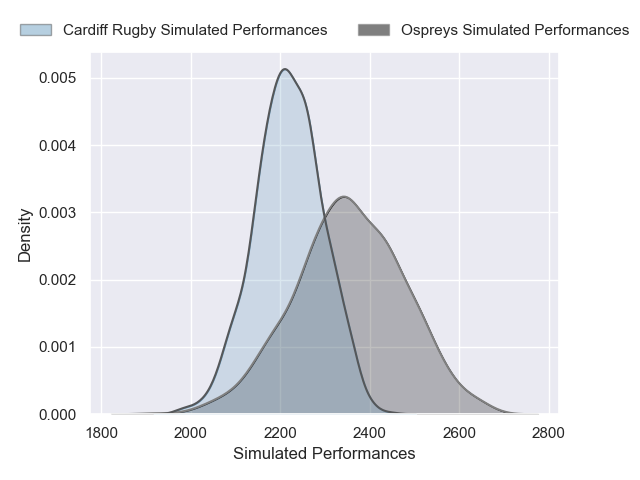 Cardiff Rugby Simulated Performances
Ospreys Simulated Performances
0.005
0.004
0.003
0.002
0.001
0.000
Density
1800 2000 2200 2400 2600 2800
Simulated Performances